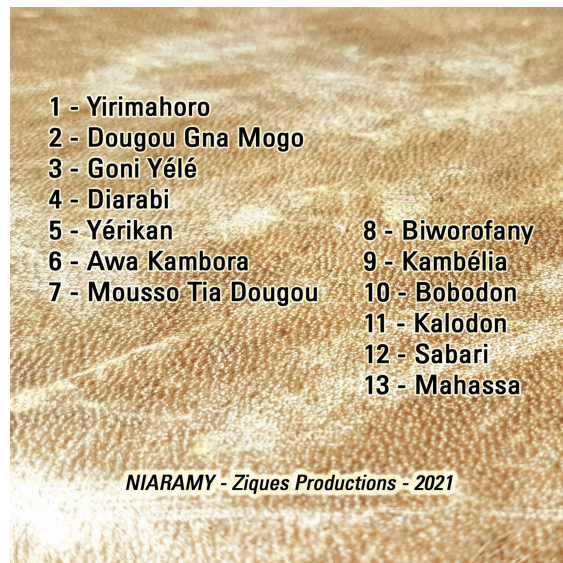 1 - Yirimahoro
2 - Dougou Gna Mogo
3 - Goni Yélé
4 - Diarabi
5 - Yérikan
6 - Awa Kambora
7 - Mousso Tia Dougou
8 - Biworofany
9 - Kambélia
10 - Bobodon
11 - Kalodon
12 - Sabari
13 - Mahassa
NIARAMY - Ziques Productions - 2021